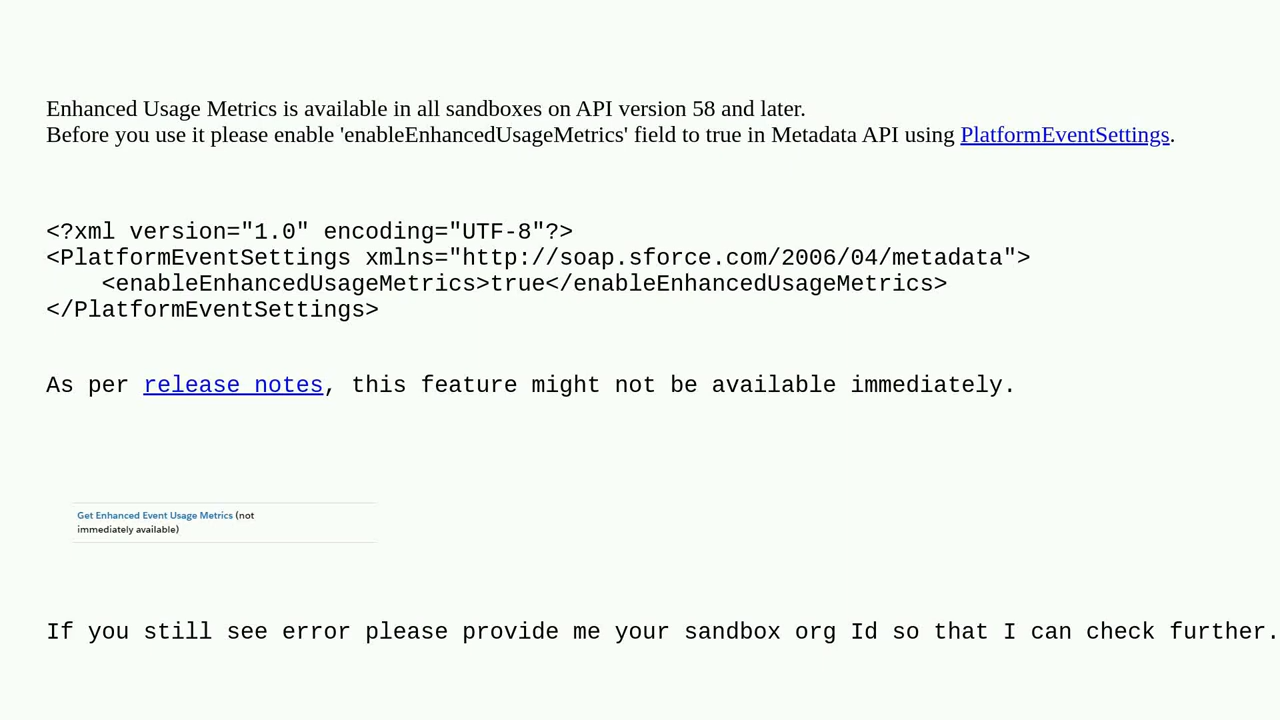 Enhanced Usage Metrics is available in all sandboxes on API version 58 and later.
Before you use it please enable 'enableEnhancedUsageMetrics' field to true in Metadata API using PlatformEventSettings.
<?xml version="1.0" encoding="UTF-8"?>
<PlatformEventSettings xmlns="http://soap.sforce.com/2006/04/metadata">
    <enableEnhancedUsageMetrics>true</enableEnhancedUsageMetrics>
</PlatformEventSettings>
As per release notes, this feature might not be available immediately.
Get Enhanced Event Usage Metrics (not
immediately available)
If you still see error please provide me your sandbox org Id so that I can check further.